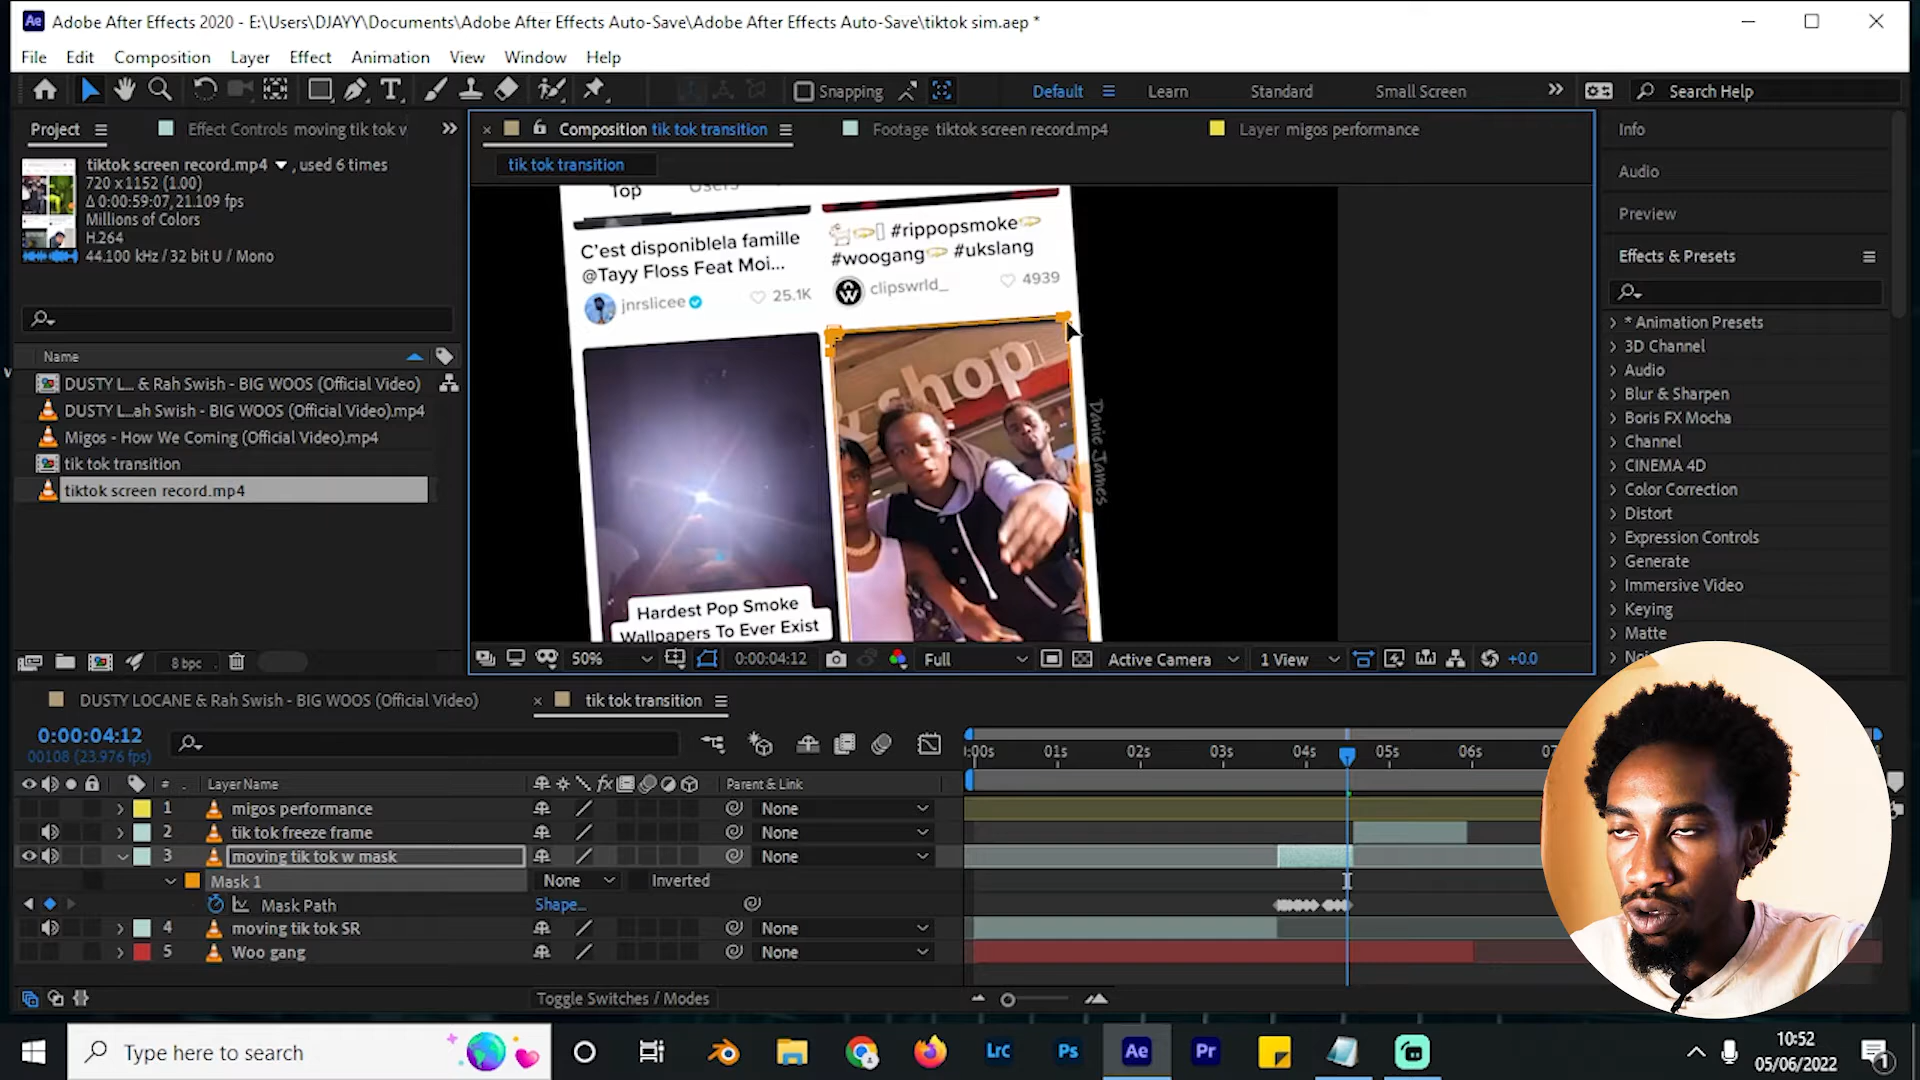 Adobe After Effects 2020 - E:\Users\DJAYY\Documents\Adobe After Effects Auto-Save\Adobe After Effects Auto-Save\tiktok sim.aep *
File Edit Composition Layer Effect Animation View Window Help
Snapping Default Learn Standard Small Screen Search Help
Project Effect Controls moving tik tok w
Composition tik tok transition Footage tiktok screen record.mp4 Layer migos performance
tik tok transition
tiktok screen record.mp4 , used 6 times
720 x 1152 (1.00)
Δ 0:00:59:07, 21.109 fps
Millions of Colors
H.264
44.100 kHz / 32 bit U / Mono
Name
DUSTY L... & Rah Swish - BIG WOOS (Official Video)
DUSTY L...ah Swish - BIG WOOS (Official Video).mp4
Migos - How We Coming (Official Video).mp4
tik tok transition
tiktok screen record.mp4
8 bpc
Top Users
C'est disponiblela famille
@Tayy Floss Feat Moi...
jnrslicee 25.1K
#rippopsmoke
#woogang #ukslang
clipswrld_ 4939
shop
Danie James
Hardest Pop Smoke
Wallpapers To Ever Exist
50% 0:00:04:12 Full Active Camera 1 View +0.0
Info
Audio
Preview
Effects & Presets
* Animation Presets
3D Channel
Audio
Blur & Sharpen
Boris FX Mocha
Channel
CINEMA 4D
Color Correction
Distort
Expression Controls
Generate
Immersive Video
Keying
Matte
DUSTY LOCANE & Rah Swish - BIG WOOS (Official Video) tik tok transition
0:00:04:12
00108 (23.976 fps)
:00s 01s 02s 03s 04s 05s 06s
# Layer Name Parent & Link
1 migos performance None
2 tik tok freeze frame None
3 moving tik tok w mask None
Mask 1 None Inverted
Mask Path Shape...
4 moving tik tok SR None
5 Woo gang None
Toggle Switches / Modes
Type here to search
LrC Ps Ae Pr
10:52
05/06/2022
1